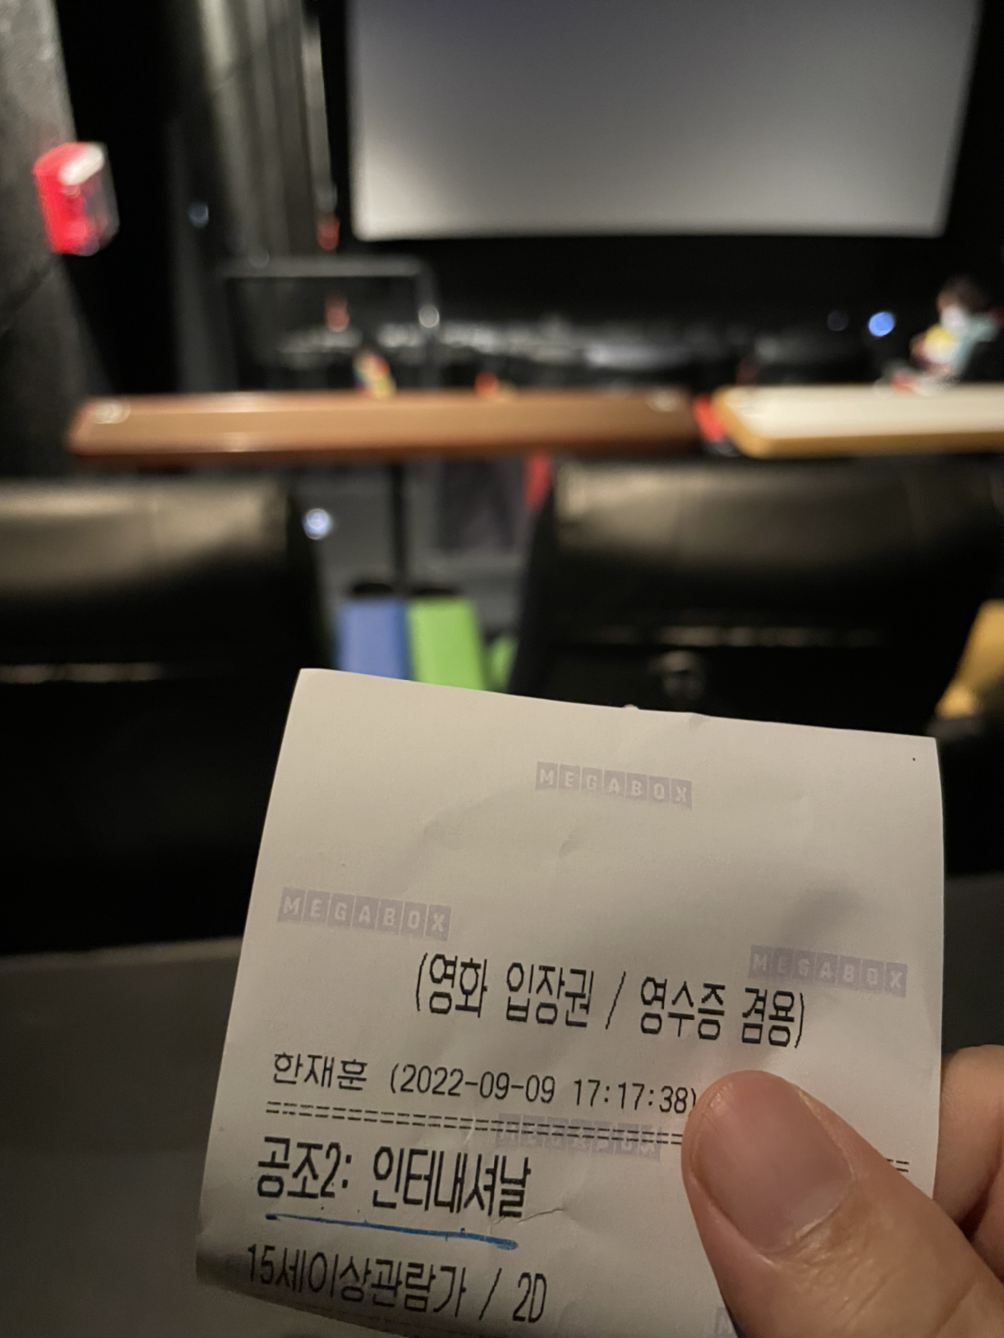 MEGABOX
MEGABOX
MEGABOX
(영화 입장권 / 영수증 겸용)
한재훈 (2022-09-09 17:17:38)
==============================
MEGABOX
공조2: 인터내셔날
15세이상관람가 / 2D